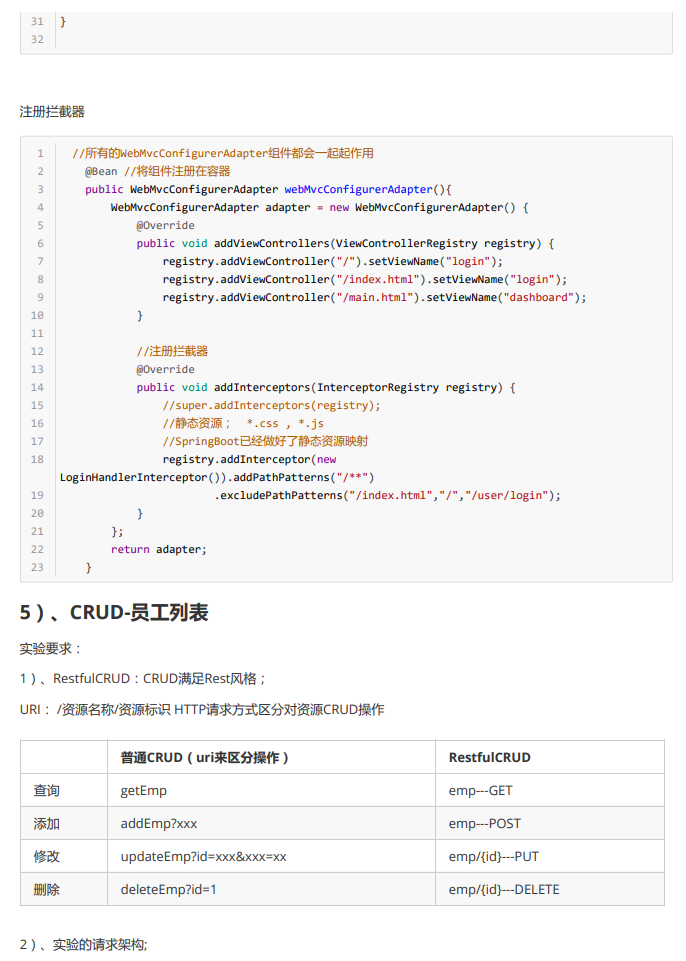 31 }
32
注册拦截器
1 //所有的WebMvcConfigurerAdapter组件都会一起起作用
2 @Bean //将组件注册在容器
3 public WebMvcConfigurerAdapter webMvcConfigurerAdapter(){
4 WebMvcConfigurerAdapter adapter = new WebMvcConfigurerAdapter() {
5 @Override
6 public void addViewControllers(ViewControllerRegistry registry) {
7 registry.addViewController("/").setViewName("login");
8 registry.addViewController("/index.html").setViewName("login");
9 registry.addViewController("/main.html").setViewName("dashboard");
10 }
11
12 //注册拦截器
13 @Override
14 public void addInterceptors(InterceptorRegistry registry) {
15 //super.addInterceptors(registry);
16 //静态资源； *.css , *.js
17 //SpringBoot已经做好了静态资源映射
18 registry.addInterceptor(new
LoginHandlerInterceptor()).addPathPatterns("/**")
19 .excludePathPatterns("/index.html","/","/user/login");
20 }
21 };
22 return adapter;
23 }
5）、CRUD-员工列表
实验要求：
1）、RestfulCRUD：CRUD满足Rest风格；
URI： /资源名称/资源标识 HTTP请求方式区分对资源CRUD操作
普通CRUD（uri来区分操作） RestfulCRUD
查询 getEmp emp---GET
添加 addEmp?xxx emp---POST
修改 updateEmp?id=xxx&xxx=xx emp/{id}---PUT
删除 deleteEmp?id=1 emp/{id}---DELETE
2）、实验的请求架构;